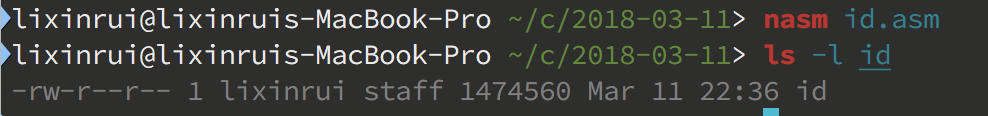 lixinrui@lixinruis-MacBook-Pro ~/c/2018-03-11> nasm id.asm
lixinrui@lixinruis-MacBook-Pro ~/c/2018-03-11> ls -l id
-rw-r--r-- 1 lixinrui staff 1474560 Mar 11 22:36 id